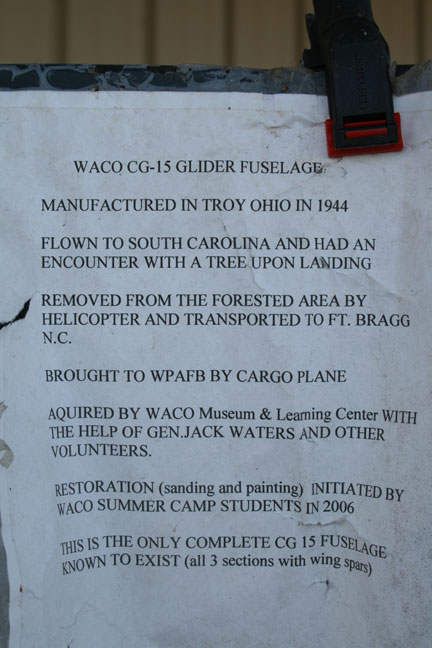 WACO CG-15 GLIDER FUSELAGE
MANUFACTURED IN TROY OHIO IN 1944
FLOWN TO SOUTH CAROLINA AND HAD AN
ENCOUNTER WITH A TREE UPON LANDING
REMOVED FROM THE FORESTED AREA BY
HELICOPTER AND TRANSPORTED TO FT. BRAGG
N.C.
BROUGHT TO WPAFB BY CARGO PLANE
AQUIRED BY WACO Museum & Learning Center WITH
THE HELP OF GEN.JACK WATERS AND OTHER
VOLUNTEERS.
RESTORATION (sanding and painting) INITIATED BY
WACO SUMMER CAMP STUDENTS IN 2006
THIS IS THE ONLY COMPLETE CG 15 FUSELAGE
KNOWN TO EXIST (all 3 sections with wing spars)